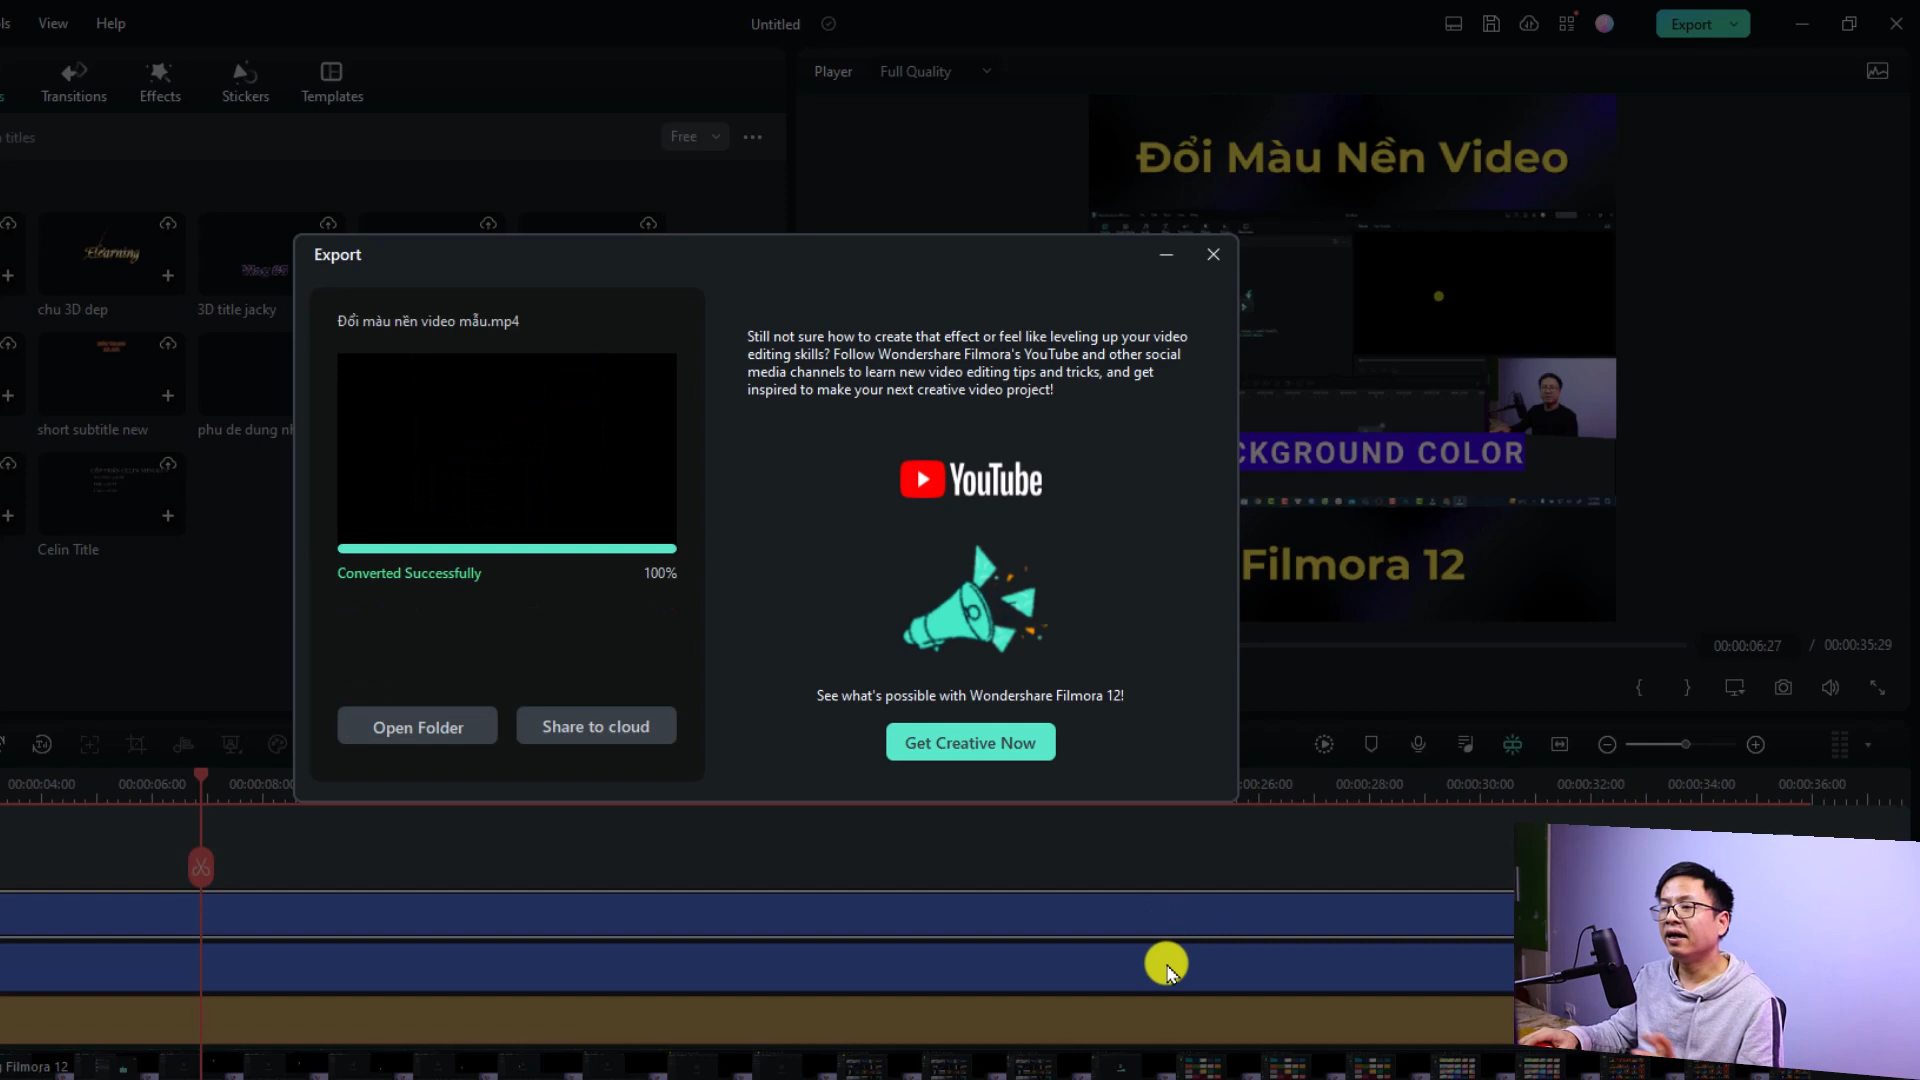 View
Help
Untitled
Export
Transitions
Effects
Stickers
Templates
titles
Free
Player
Full Quality
Đổi Màu Nền Video
Elearning
chu 3D dep
3D title jacky
short subtitle new
phu de dung
Celin Title
Export
Đổi màu nền video mẫu.mp4
Converted Successfully
100%
Open Folder
Share to cloud
Still not sure how to create that effect or feel like leveling up your video
editing skills? Follow Wondershare Filmora's YouTube and other social
media channels to learn new video editing tips and tricks, and get
inspired to make your next creative video project!
YouTube
See what's possible with Wondershare Filmora 12!
Get Creative Now
CKGROUND COLOR
Filmora 12
00:00:06:27 / 00:00:35:29
00:00:04:00
00:00:06:00
00:00:08:00
00:00:26:00
00:00:28:00
00:00:30:00
00:00:32:00
00:00:34:00
00:00:36:00
Filmora 12